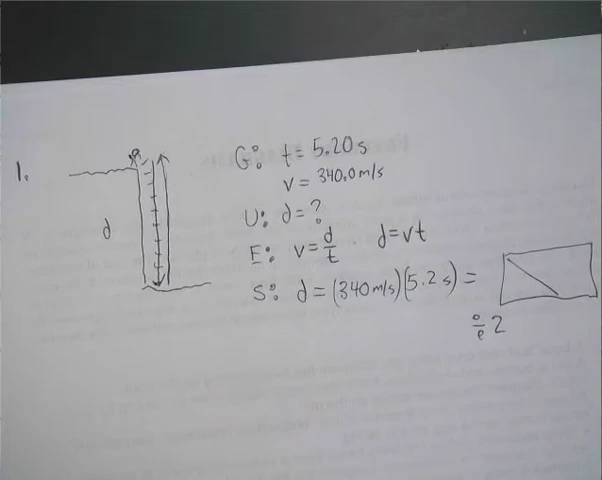 1.
d
G: t = 5.20 s
v = 340.0 m/s
U: d = ?
E: v = d/t . d = vt
S: d = (340 m/s)(5.2 s) =
÷ 2